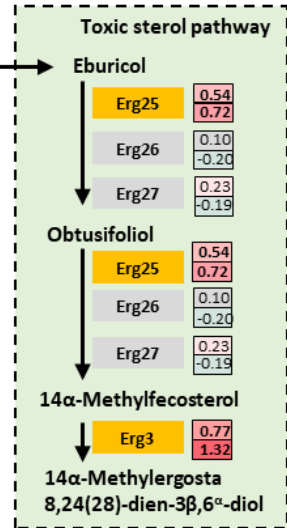 Toxic sterol pathway
Eburicol
Erg25
0.54
0.72
Erg26
0.10
-0.20
Erg27
0.23
-0.19
Obtusifoliol
Erg25
0.54
0.72
Erg26
0.10
-0.20
Erg27
0.23
-0.19
14α-Methylfecosterol
Erg3
0.77
1.32
14α-Methylergosta
8,24(28)-dien-3β,6ᵅ-diol